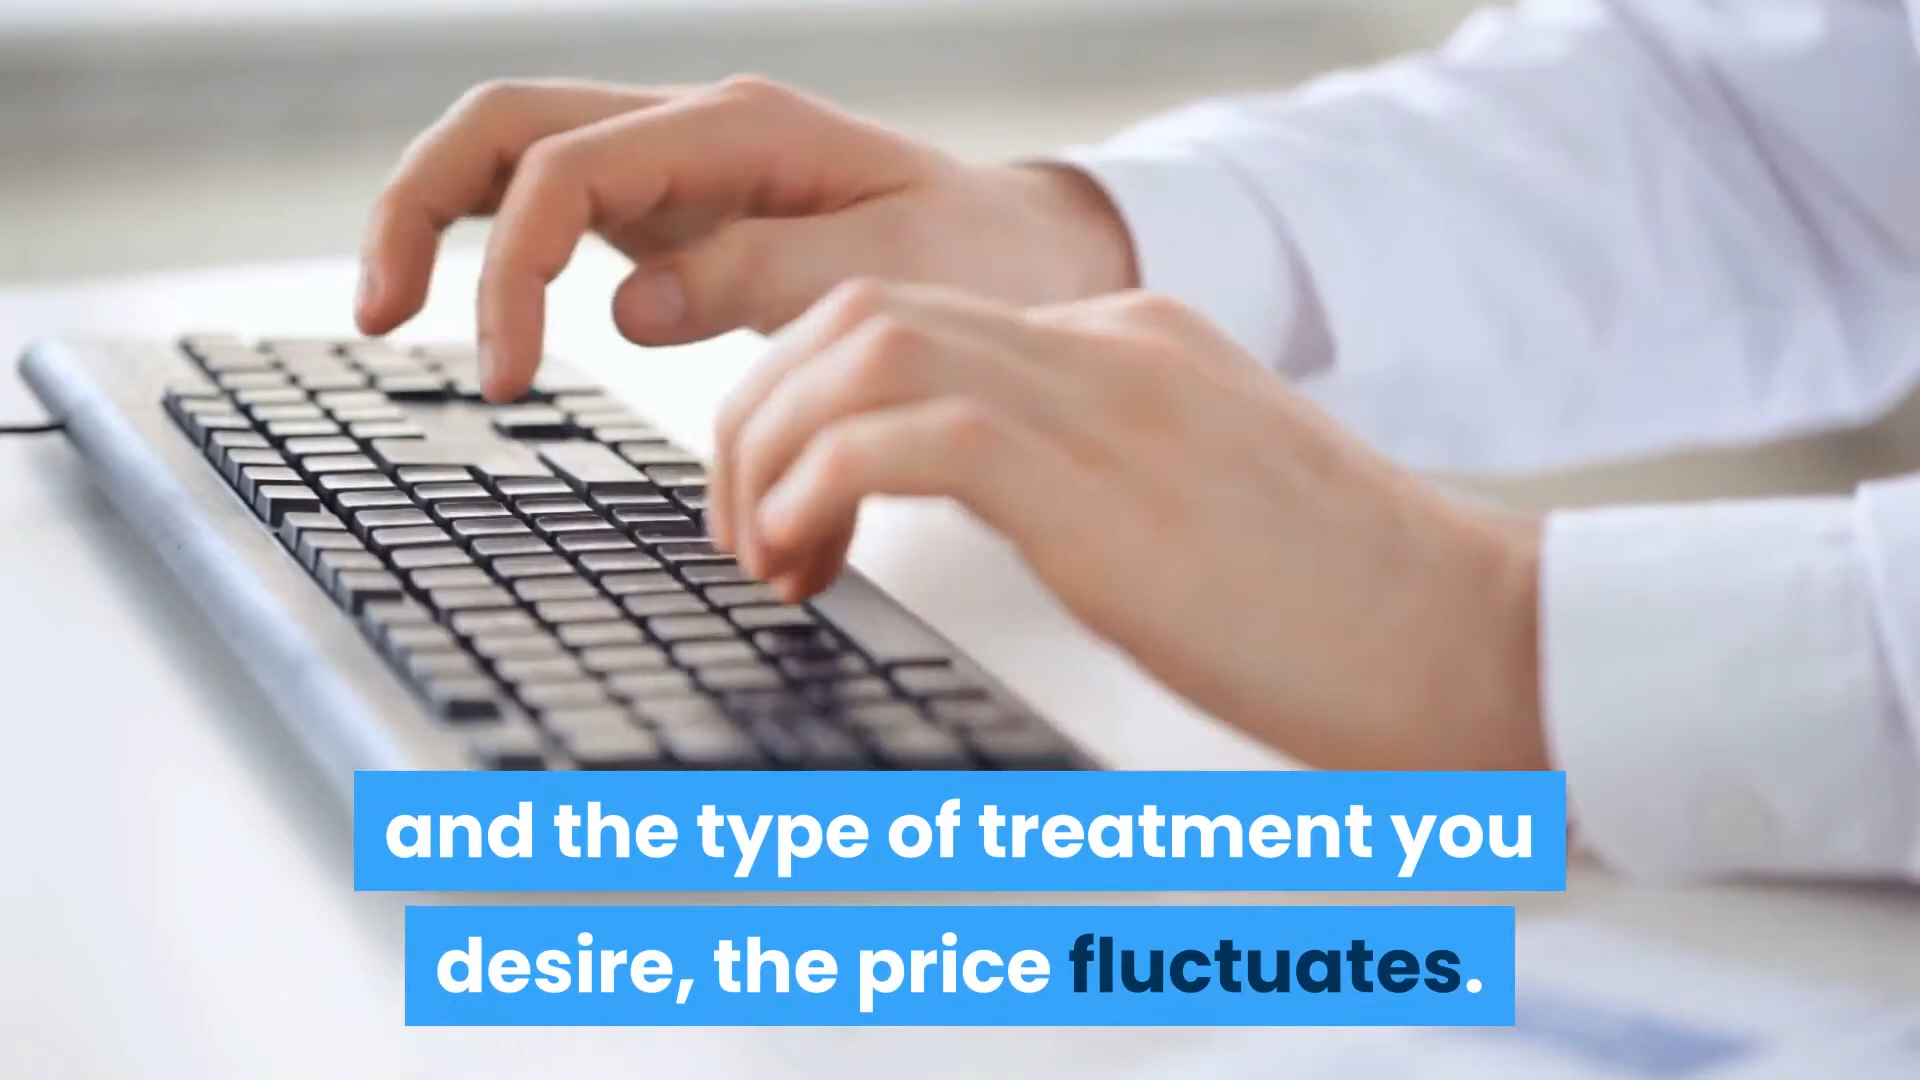 and the type of treatment you
desire, the price fluctuates.